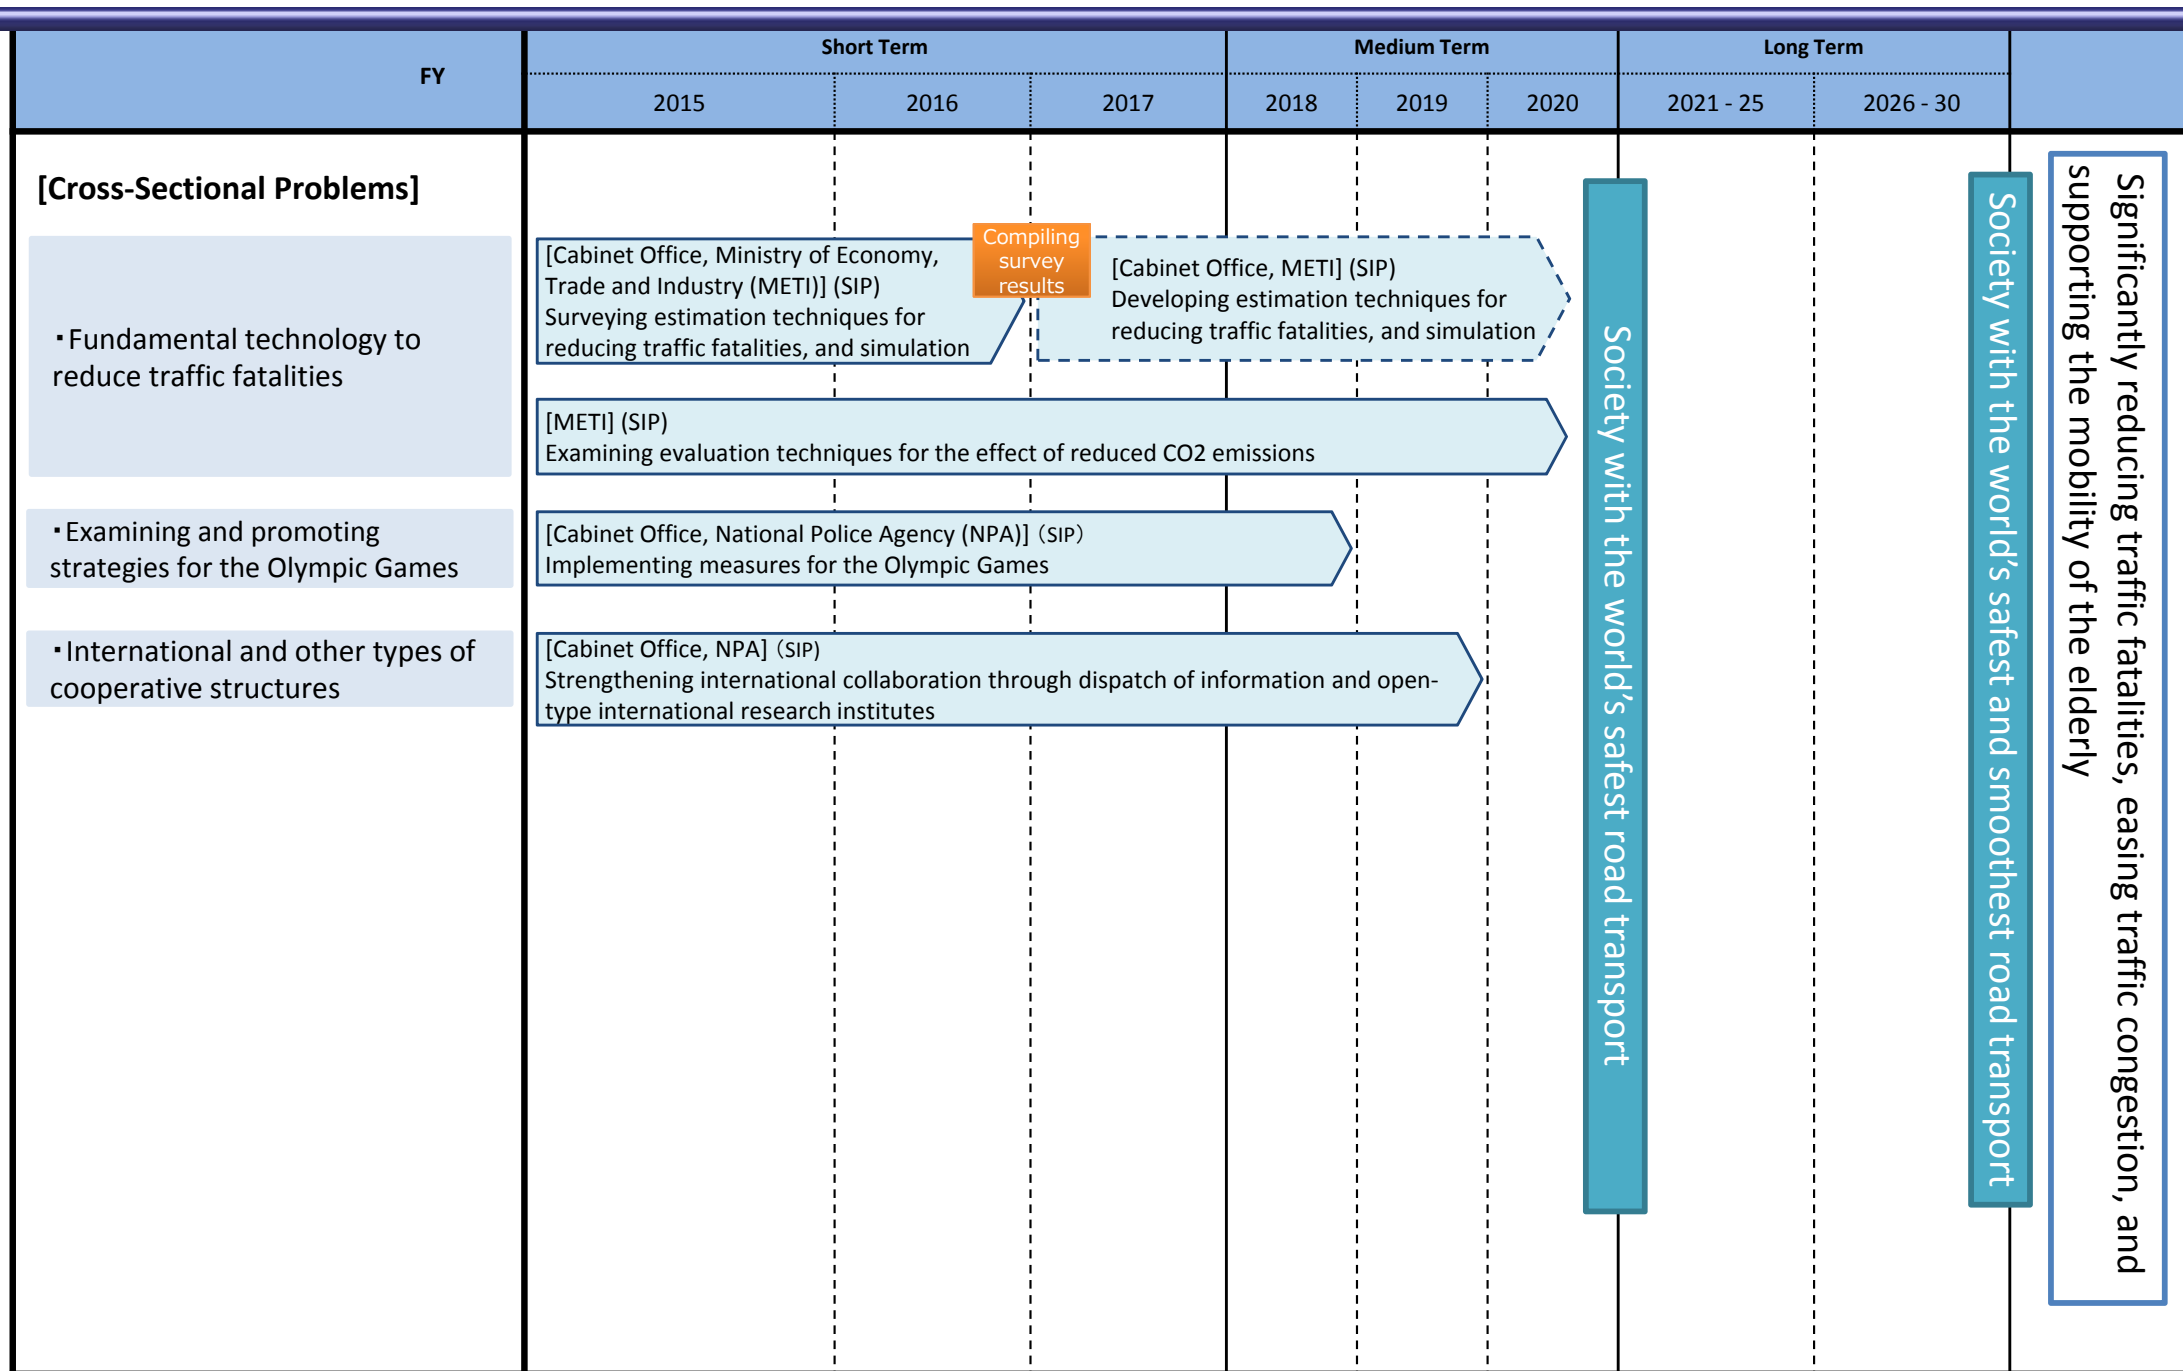 FY
Short Term
Medium Term
Long Term
2015
2016
2017
2018
2019
2020
2021 - 25
2026 - 30
[Cross-Sectional Problems]
・Fundamental technology to
reduce traffic fatalities
[Cabinet Office, Ministry of Economy,
Trade and Industry (METI)] (SIP)
Surveying estimation techniques for
reducing traffic fatalities, and simulation
Compiling
survey
results
[Cabinet Office, METI] (SIP)
Developing estimation techniques for
reducing traffic fatalities, and simulation
[METI] (SIP)
Examining evaluation techniques for the effect of reduced CO2 emissions
・Examining and promoting
strategies for the Olympic Games
[Cabinet Office, National Police Agency (NPA)]（SIP）
Implementing measures for the Olympic Games
・International and other types of
cooperative structures
[Cabinet Office, NPA]（SIP)
Strengthening international collaboration through dispatch of information and open-
type international research institutes
Society with the world's safest road transport
Society with the world's safest and smoothest road transport
Significantly reducing traffic fatalities, easing traffic congestion, and
supporting the mobility of the elderly